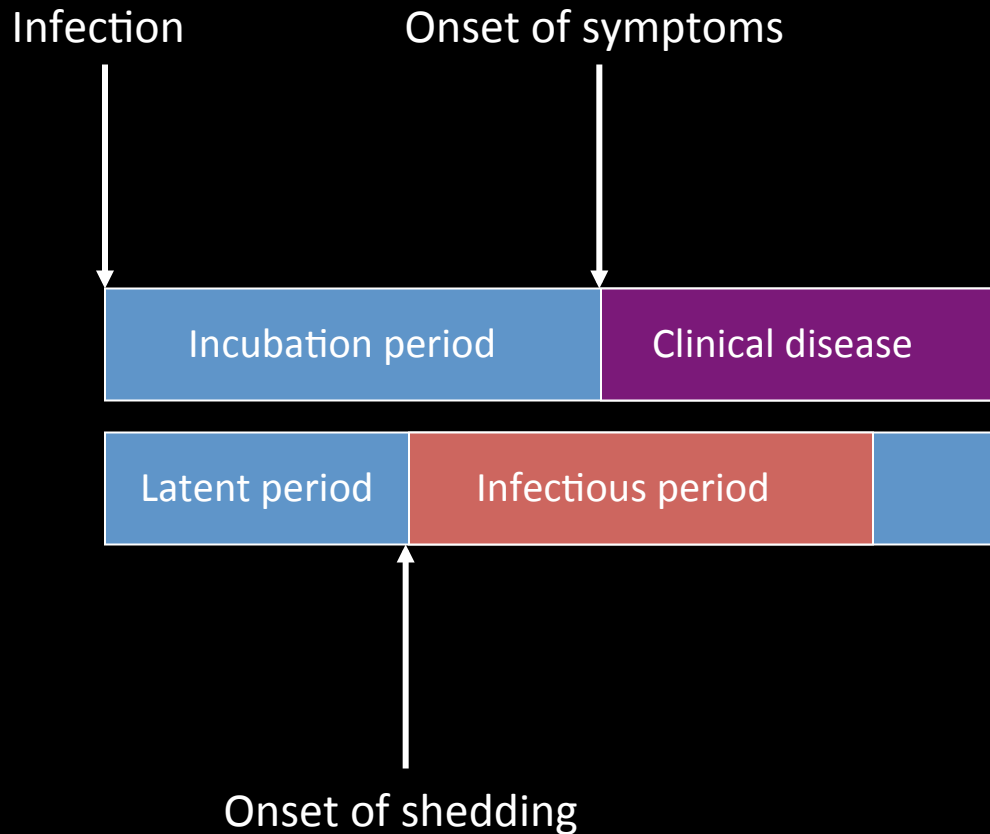 Infection
Onset of symptoms
Incubation period
Clinical disease
Latent period
Infectious period
Onset of shedding